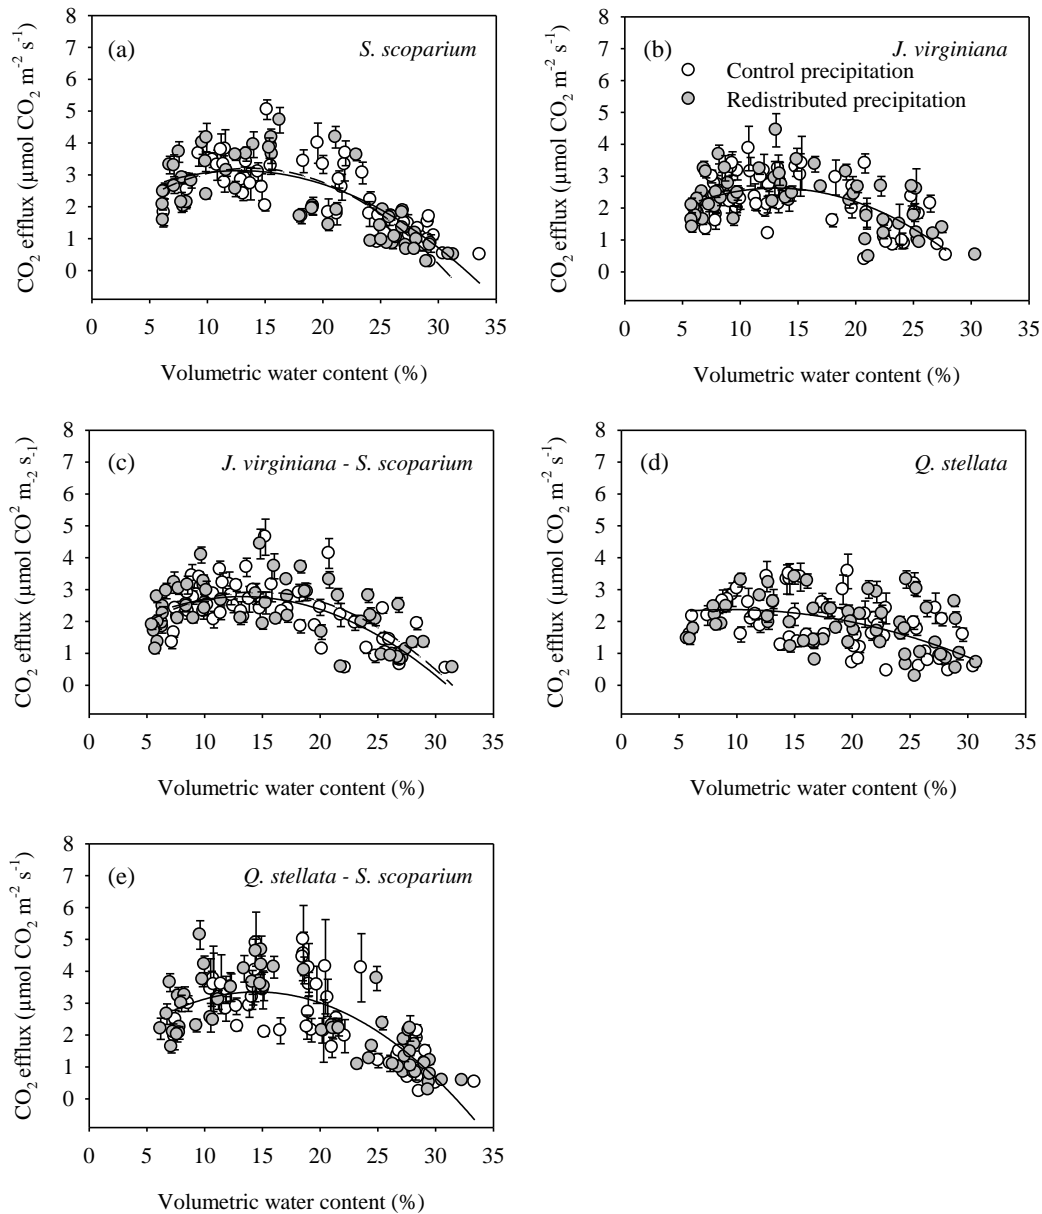 8
7
6
5
4
3
2
1
0
CO₂ efflux (µmol CO₂ m⁻² s⁻¹)
(a)
S. scoparium
0 5 10 15 20 25 30 35
Volumetric water content (%)
8
7
6
5
4
3
2
1
0
CO₂ efflux (µmol CO₂ m⁻² s⁻¹)
(b)
J. virginiana
Control precipitation
Redistributed precipitation
0 5 10 15 20 25 30 35
Volumetric water content (%)
8
7
6
5
4
3
2
1
0
CO₂ efflux (µmol CO² m₋₂ s₋₁)
(c)
J. virginiana - S. scoparium
0 5 10 15 20 25 30 35
Volumetric water content (%)
8
7
6
5
4
3
2
1
0
CO₂ efflux (µmol CO₂ m⁻² s⁻¹)
(d)
Q. stellata
0 5 10 15 20 25 30 35
Volumetric water content (%)
8
7
6
5
4
3
2
1
0
CO₂ efflux (µmol CO₂ m⁻² s⁻¹)
(e)
Q. stellata - S. scoparium
0 5 10 15 20 25 30 35
Volumetric water content (%)